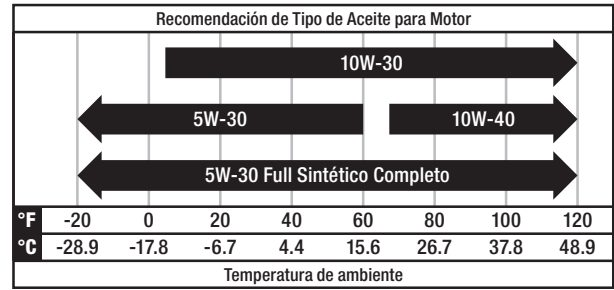 Recomendación de Tipo de Aceite para Motor
10W-30
5W-30 10W-40
5W-30 Full Sintético Completo
°F -20 0 20 40 60 80 100 120
°C -28.9 -17.8 -6.7 4.4 15.6 26.7 37.8 48.9
Temperatura de ambiente